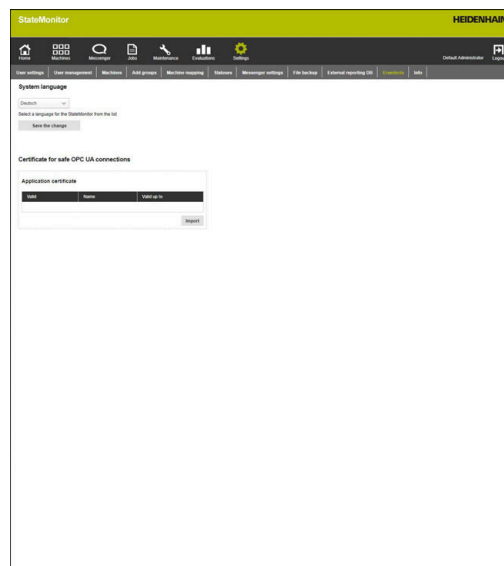 StateMonitor
HEIDENHAIN
Home
Machines
Messenger
Jobs
Maintenance
Evaluations
Settings
Default Administrator
Logout
User settings
User management
Machines
Add groups
Machine mapping
Statuses
Messenger settings
File backup
External reporting DB
Constants
Info
System language
Deutsch
Select a language for the StateMonitor from the list
Save the change
Certificate for safe OPC UA connections
Application certificate
Valid Name Valid up to
Import